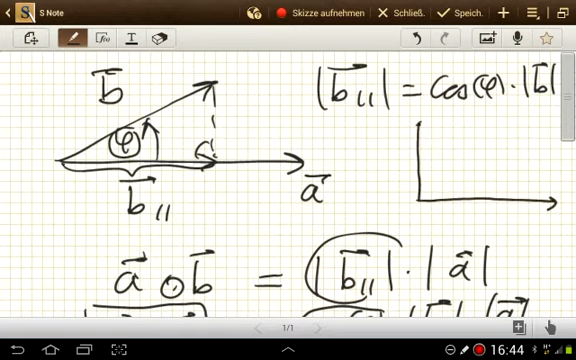 S Note
Skizze aufnehmen
Schließ.
Speich.
f(x)
T
b⃗
|b⃗∥| = cos(φ)·|b⃗|
φ
a⃗
b⃗∥
a⃗ ⊙ b⃗ = |b⃗∥| · |a⃗|
1/1
16:44